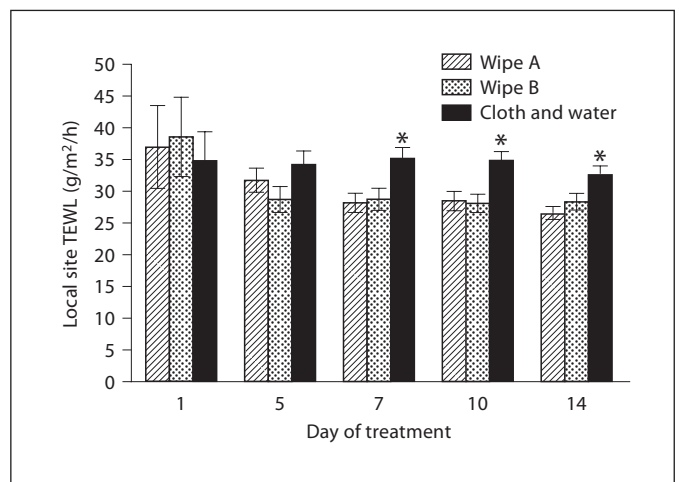 Local site TEWL (g/m²/h)
50
45
40
35
30
25
20
15
10
5
0
Wipe A
Wipe B
Cloth and water
*
*
*
1 5 7 10 14
Day of treatment